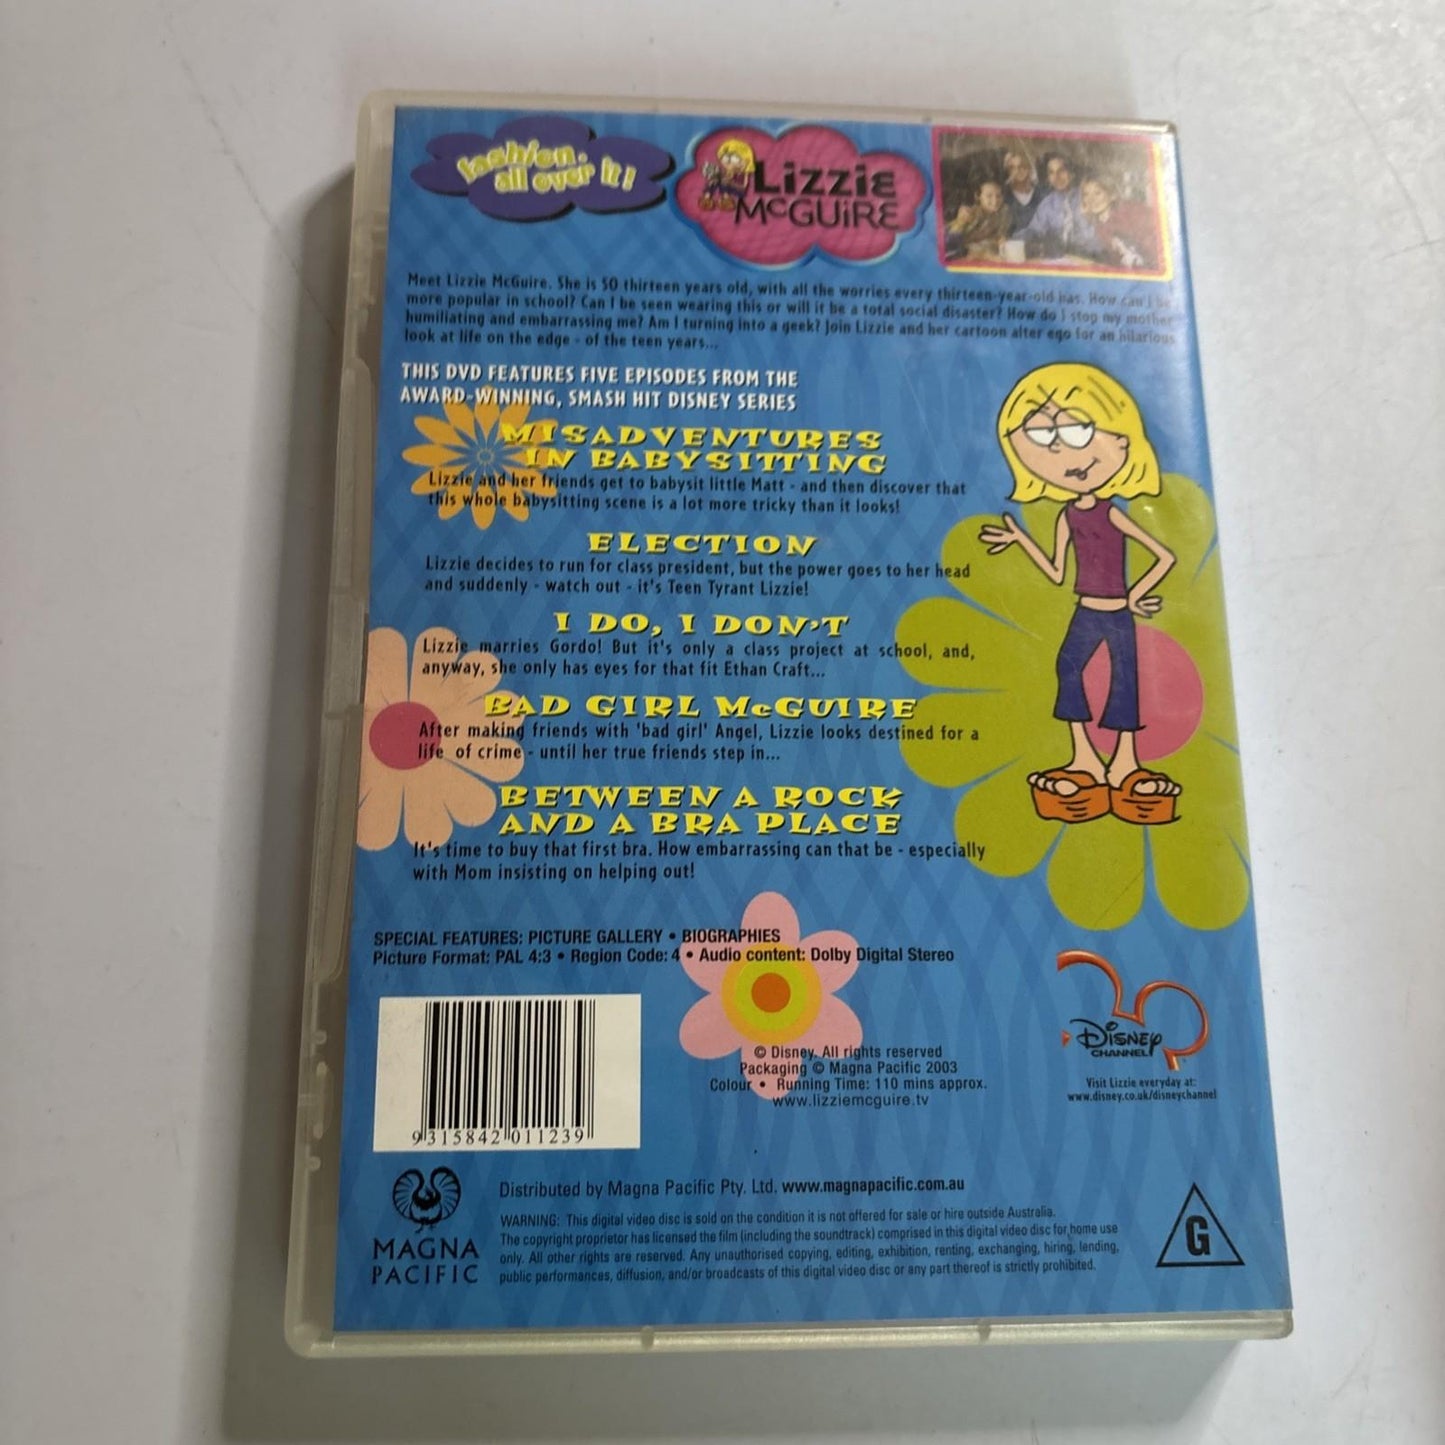 fashion.
all over it!
LIZZIE
MCGUIRE
Meet Lizzie McGuire. She is SO thirteen years old, with all the worries every thirteen-year-old has. How can I be
more popular in school? Can I be seen wearing this or will it be a total social disaster? How do I stop my mother
humiliating and embarrassing me? Am I turning into a geek? Join Lizzie and her cartoon alter ego for an hilarious
look at life on the edge - of the teen years...
THIS DVD FEATURES FIVE EPISODES FROM THE
AWARD-WINNING, SMASH HIT DISNEY SERIES
MISADVENTURES
IN BABYSITTING
Lizzie and her friends get to babysit little Matt - and then discover that
this whole babysitting scene is a lot more tricky than it looks!
ELECTION
Lizzie decides to run for class president, but the power goes to her head
and suddenly - watch out - it's Teen Tyrant Lizzie!
I DO, I DON'T
Lizzie marries Gordo! But it's only a class project at school, and,
anyway, she only has eyes for that fit Ethan Craft...
BAD GIRL McGUIRE
After making friends with 'bad girl' Angel, Lizzie looks destined for a
life of crime - until her true friends step in...
BETWEEN A ROCK
AND A BRA PLACE
It's time to buy that first bra. How embarrassing can that be - especially
with Mom insisting on helping out!
SPECIAL FEATURES: PICTURE GALLERY • BIOGRAPHIES
Picture Format: PAL 4:3 • Region Code: 4 • Audio content: Dolby Digital Stereo
© Disney. All rights reserved
Packaging © Magna Pacific 2003
Colour • Running Time: 110 mins approx.
www.lizziemcguire.tv
DISNEY
CHANNEL
Visit Lizzie everyday at:
www.disney.co.uk/disneychannel
9 315842 011239
MAGNA
PACIFIC
Distributed by Magna Pacific Pty. Ltd. www.magnapacific.com.au
WARNING: This digital video disc is sold on the condition it is not offered for sale or hire outside Australia.
The copyright proprietor has licensed the film (including the soundtrack) comprised in this digital video disc for home use
only. All other rights are reserved. Any unauthorised copying, editing, exhibition, renting, exchanging, hiring, lending,
public performances, diffusion, and/or broadcasts of this digital video disc or any part thereof is strictly prohibited.
G